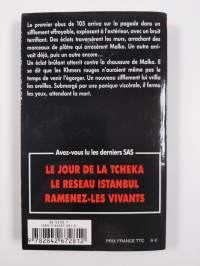 Le premier obus de 105 arriva sur la pagode dans un
sifflement effroyable, explosant à l'extérieur, avec un bruit
terrifiant. Des éclats traversèrent les murs, arrachant des
morceaux de plâtre qui arrosèrent Malko. Un autre sui-
vait déjà, puis un autre encore...
Un éclat brûlant atterrit contre la chaussure de Malko. Il
se dit que les Khmers rouges n'auraient même pas le
temps de venir l'égorger. Un nouveau sifflement lui vrilla
les oreilles. Submergé par une panique viscérale, il ferma
les yeux, attendant la mort.
Avez-vous lu les derniers SAS
LE JOUR DE LA TCHEKA
LE RESEAU ISTANBUL
RAMENEZ-LES VIVANTS
9 782842 672812
PRIX FRANCE TTC